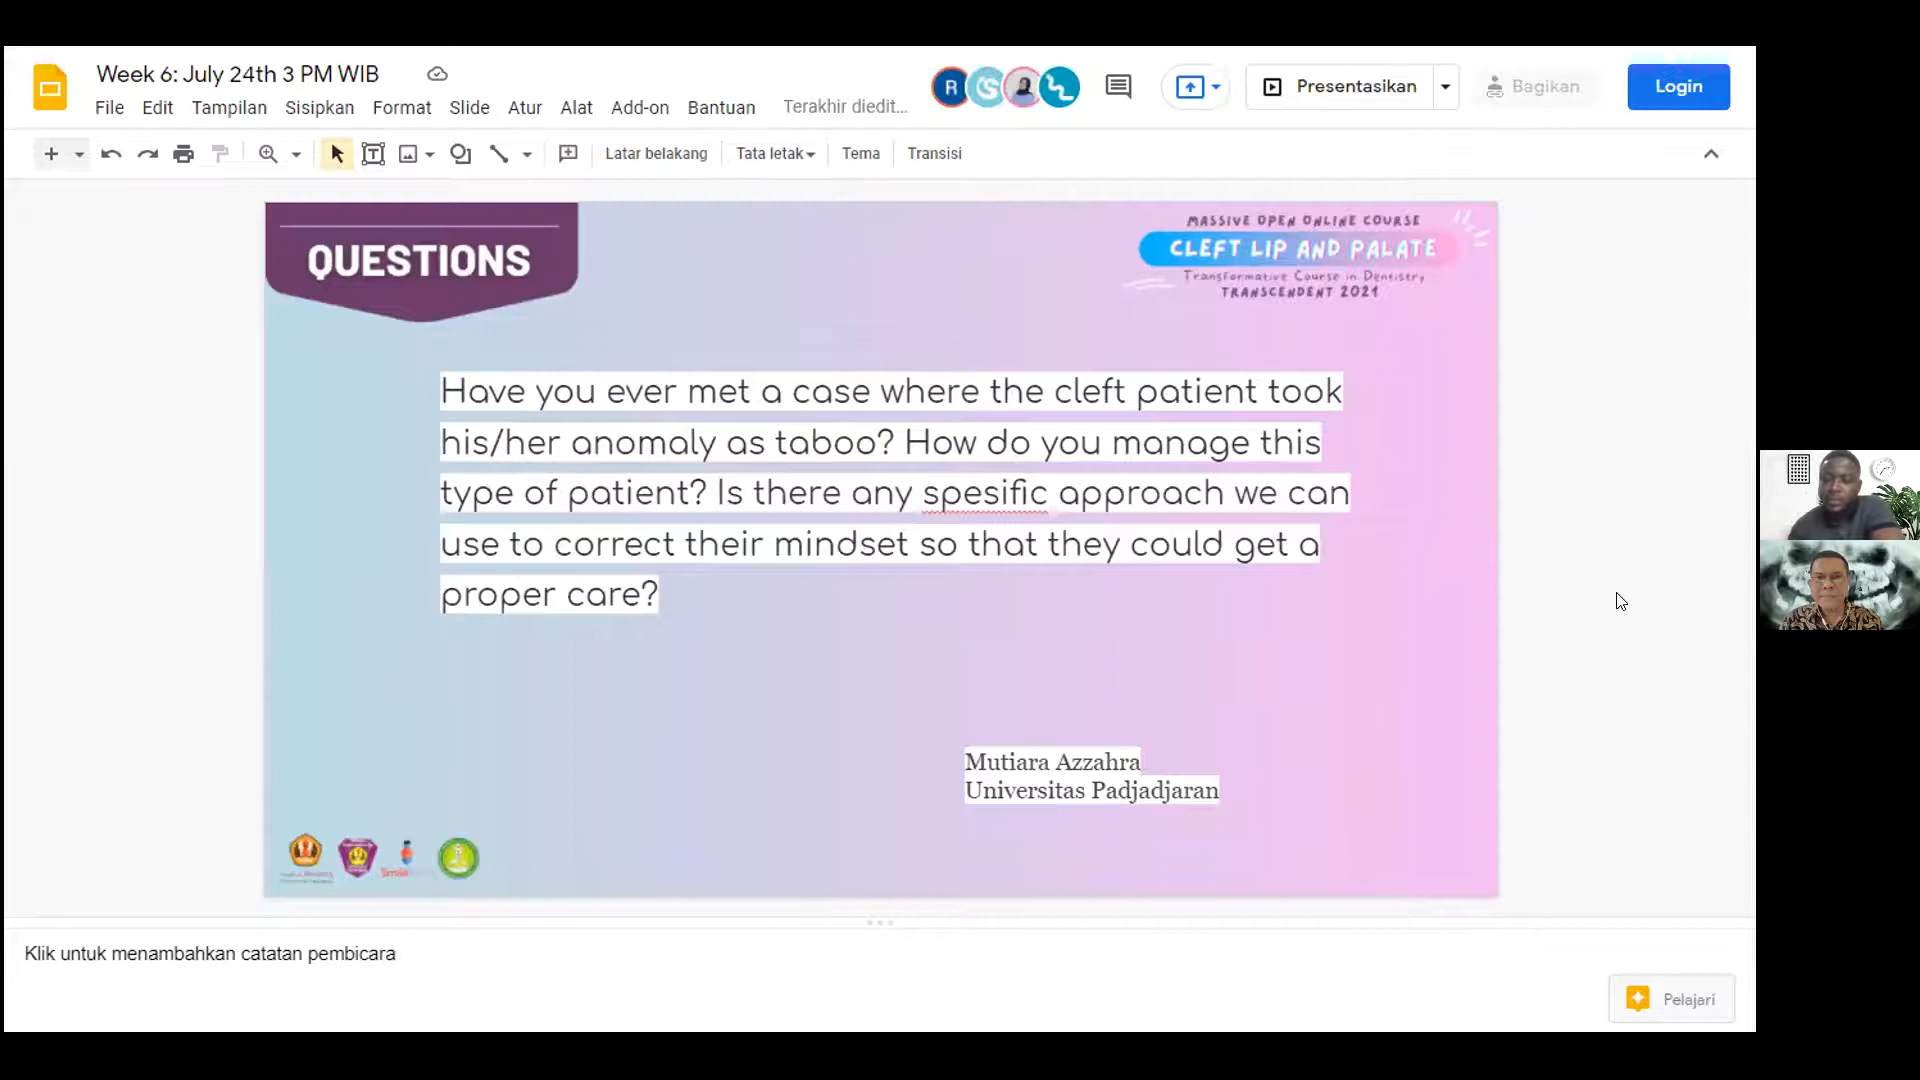 Week 6: July 24th 3 PM WIB
File Edit Tampilan Sisipkan Format Slide Atur Alat Add-on Bantuan Terakhir diedit...
R
Presentasikan
Bagikan
Login
Latar belakang Tata letak Tema Transisi
QUESTIONS
MASSIVE OPEN ONLINE COURSE
CLEFT LIP AND PALATE
Transformative Course in Dentistry
TRANSCENDENT 2021
Have you ever met a case where the cleft patient took
his/her anomaly as taboo? How do you manage this
type of patient? Is there any spesific approach we can
use to correct their mindset so that they could get a
proper care?
Mutiara Azzahra
Universitas Padjadjaran
Klik untuk menambahkan catatan pembicara
Pelajari